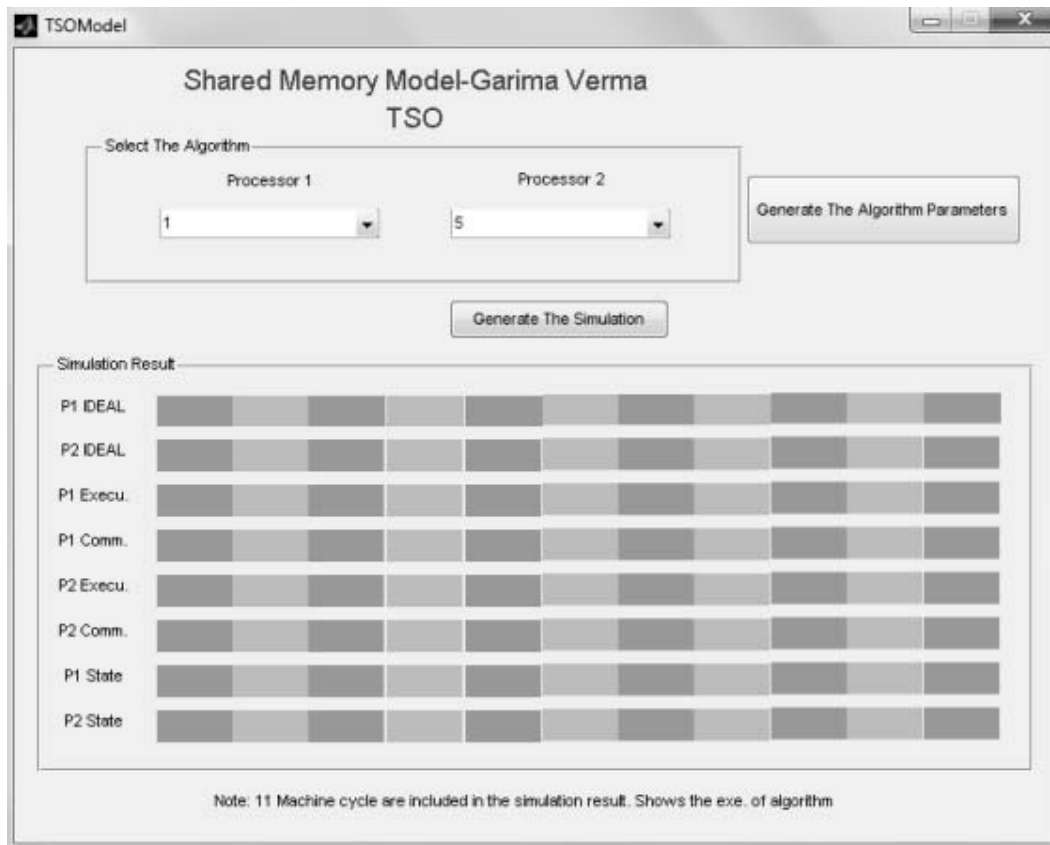 TSOModel
Shared Memory Model-Garima Verma
TSO
Select The Algorithm
Processor 1
Processor 2
1
5
Generate The Algorithm Parameters
Generate The Simulation
Simulation Result
P1 IDEAL
P2 IDEAL
P1 Execu.
P1 Comm.
P2 Execu.
P2 Comm.
P1 State
P2 State
Note: 11 Machine cycle are included in the simulation result. Shows the exe. of algorithm